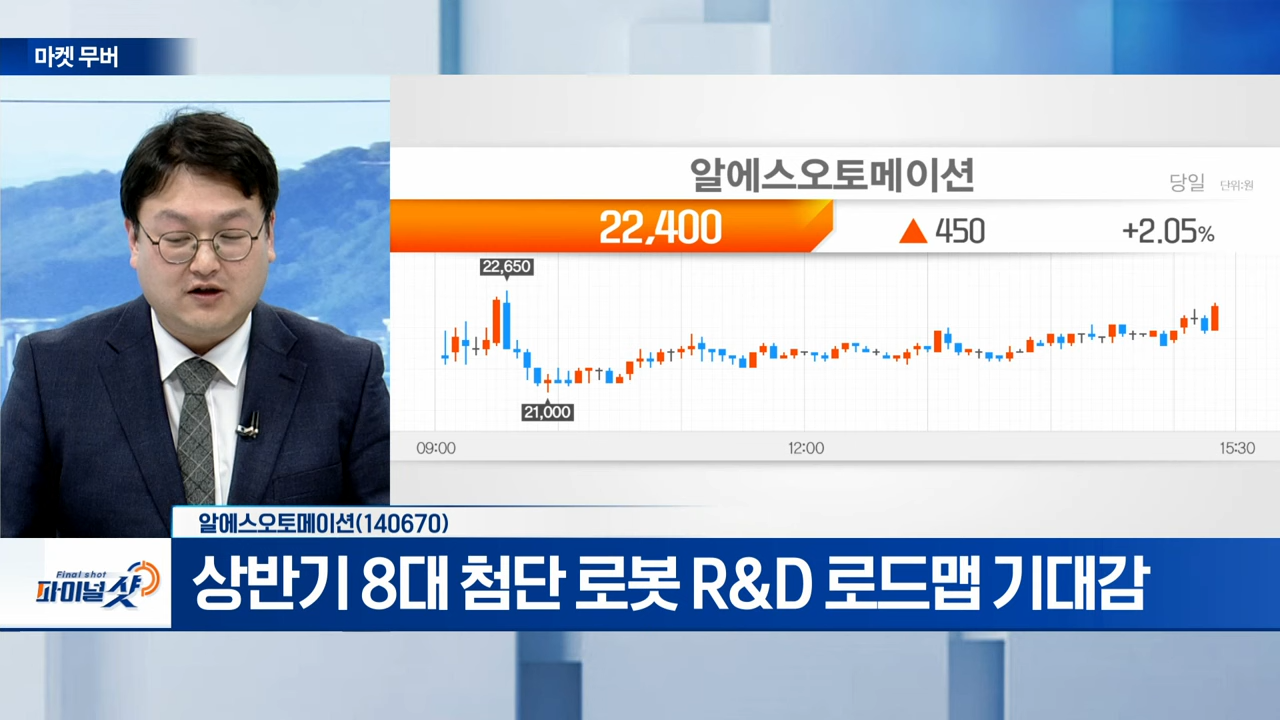 마켓 무버
알에스오토메이션
당일 단위:원
22,400 ▲ 450 +2.05%
22,650
21,000
09:00 12:00 15:30
알에스오토메이션(140670)
Final shot
파이널샷
상반기 8대 첨단 로봇 R&D 로드맵 기대감